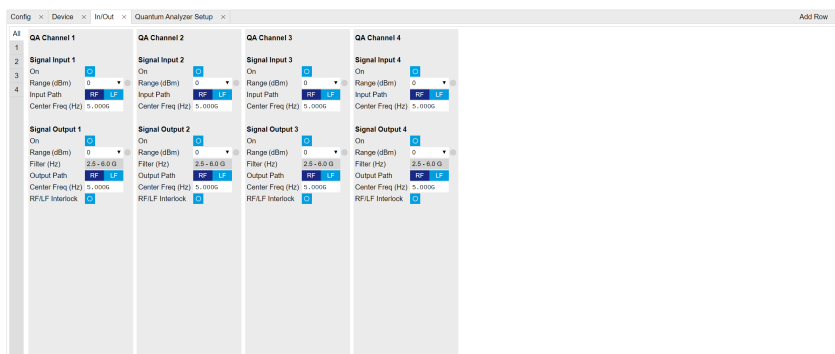 Config × Device × In/Out × Quantum Analyzer Setup × Add Row
All
1
2
3
4
QA Channel 1
Signal Input 1
On
Range (dBm) 0
Input Path RF LF
Center Freq (Hz) 5.000G
Signal Output 1
On
Range (dBm) 0
Filter (Hz) 2.5 - 6.0 G
Output Path RF LF
Center Freq (Hz) 5.000G
RF/LF Interlock
QA Channel 2
Signal Input 2
On
Range (dBm) 0
Input Path RF LF
Center Freq (Hz) 5.000G
Signal Output 2
On
Range (dBm) 0
Filter (Hz) 2.5 - 6.0 G
Output Path RF LF
Center Freq (Hz) 5.000G
RF/LF Interlock
QA Channel 3
Signal Input 3
On
Range (dBm) 0
Input Path RF LF
Center Freq (Hz) 5.000G
Signal Output 3
On
Range (dBm) 0
Filter (Hz) 2.5 - 6.0 G
Output Path RF LF
Center Freq (Hz) 5.000G
RF/LF Interlock
QA Channel 4
Signal Input 4
On
Range (dBm) 0
Input Path RF LF
Center Freq (Hz) 5.000G
Signal Output 4
On
Range (dBm) 0
Filter (Hz) 2.5 - 6.0 G
Output Path RF LF
Center Freq (Hz) 5.000G
RF/LF Interlock